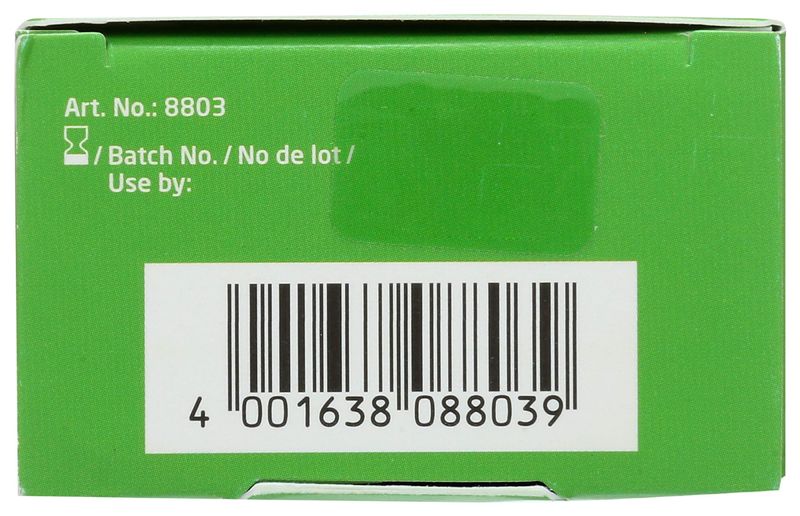 Art. No.: 8803
/ Batch No. / No de lot /
Use by:
4 001638 088039